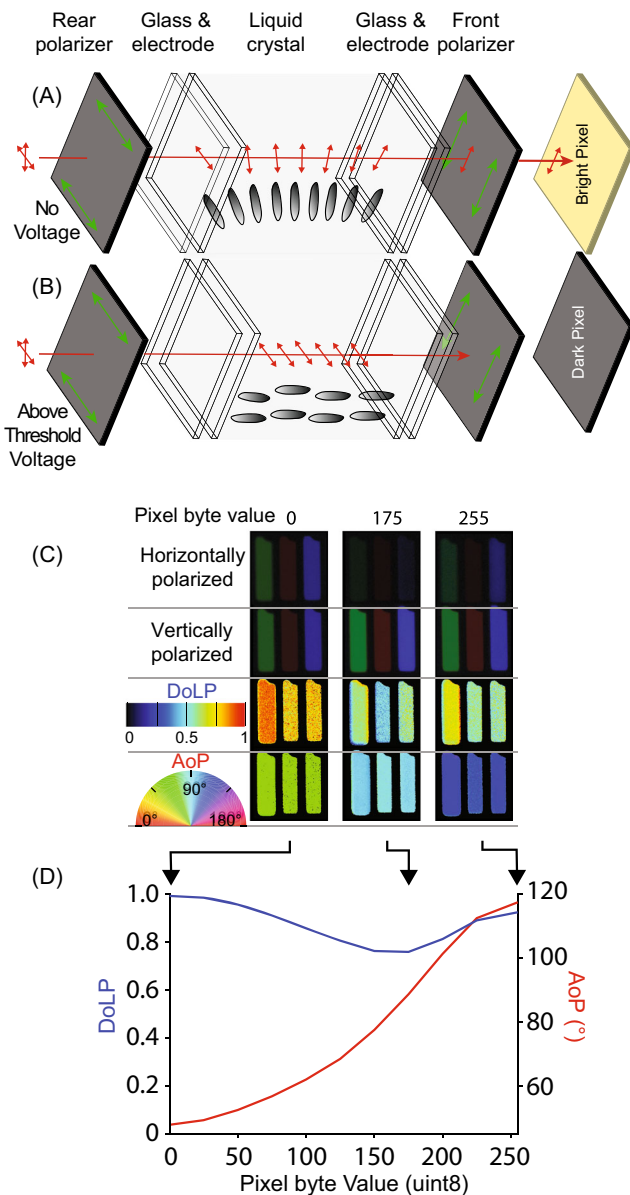 Rear polarizer
Glass & electrode
Liquid crystal
Glass & electrode
Front polarizer
(A)
No Voltage
Bright Pixel
(B)
Above Threshold Voltage
Dark Pixel
Pixel byte value 0 175 255
(C)
Horizontally polarized
Vertically polarized
DoLP
0 0.5 1
AoP
0° 90° 180°
(D)
1.0
0.8
0.6
0.4
0.2
0
DoLP
120
100
80
60
AoP (°)
0 50 100 150 200 250
Pixel byte Value (uint8)